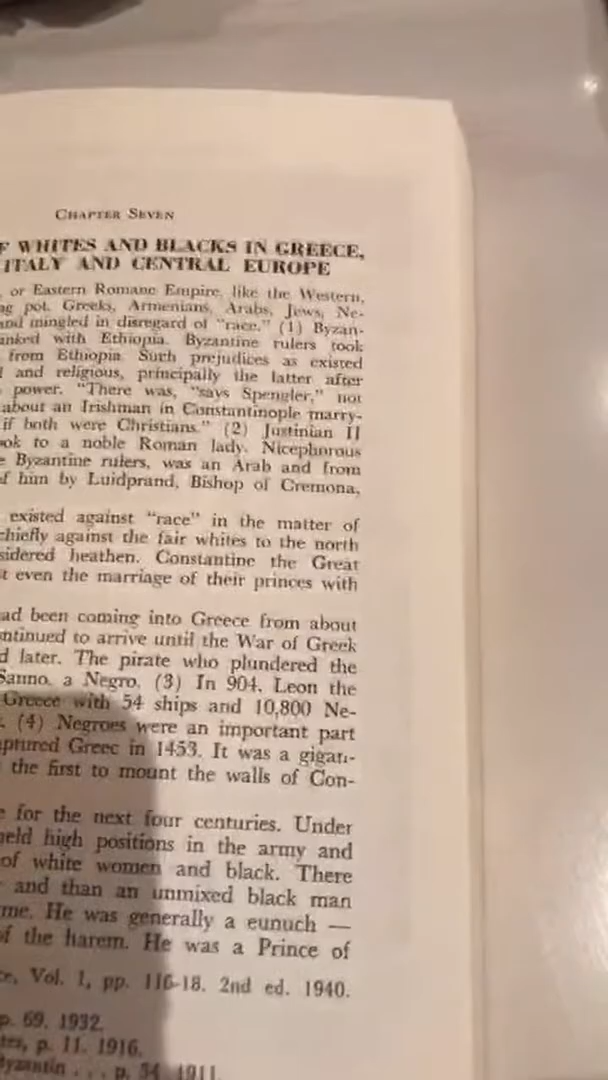 CHAPTER SEVEN
F WHITES AND BLACKS IN GREECE,
ITALY AND CENTRAL EUROPE
, or Eastern Romane Empire, like the Western,
ng pot. Greeks, Armenians, Arabs, Jews, Ne-
and mingled in disregard of "race." (1) Byzan-
anked with Ethiopia. Byzantine rulers took
from Ethiopia. Such prejudices as existed
l and religious, principally the latter after
power. "There was, "says Spengler," not
about an Irishman in Constantinople marry-
if both were Christians." (2) Justinian II
ook to a noble Roman lady. Nicephorous
e Byzantine rulers, was an Arab and from
f him by Luidprand, Bishop of Cremona,
existed against "race" in the matter of
chiefly against the fair whites to the north
sidered heathen. Constantine the Great
t even the marriage of their princes with
ad been coming into Greece from about
ntinued to arrive until the War of Greek
d later. The pirate who plundered the
Sanno, a Negro. (3) In 904, Leon the
Greece with 54 ships and 10,800 Ne-
. (4) Negroes were an important part
aptured Greec in 1453. It was a gigan-
the first to mount the walls of Con-
e for the next four centuries. Under
held high positions in the army and
of white women and black. There
and than an unmixed black man
me. He was generally a eunuch —
f the harem. He was a Prince of
ce, Vol. 1, pp. 116-18. 2nd ed. 1940.
p. 69. 1932.
tes, p. 11. 1916.
Byzantin . . . p. 54. 1911.